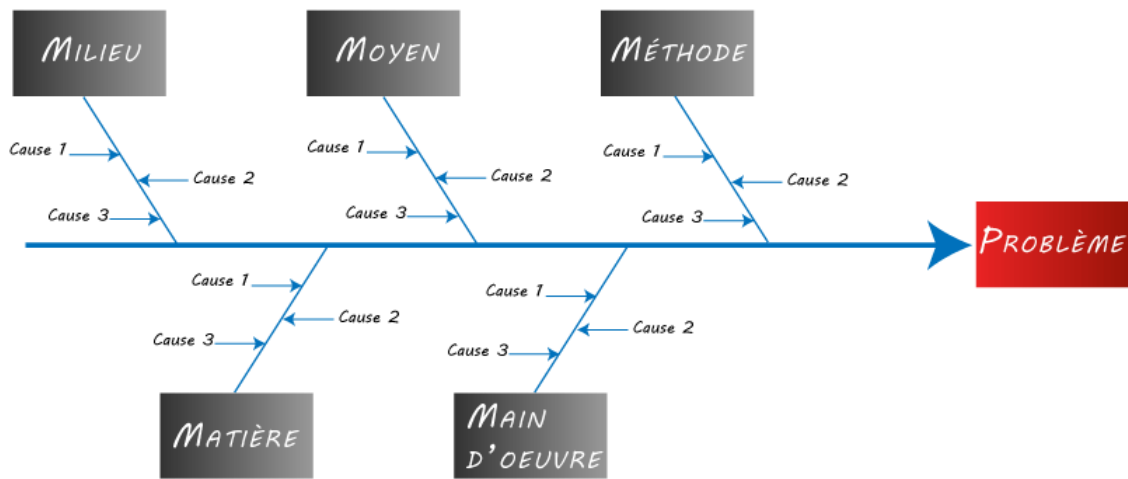 Milieu
Moyen
Méthode
Cause 1
Cause 2
Cause 3
Cause 1
Cause 2
Cause 3
Cause 1
Cause 2
Cause 3
Problème
Cause 1
Cause 2
Cause 3
Cause 1
Cause 2
Cause 3
Matière
Main
d'oeuvre